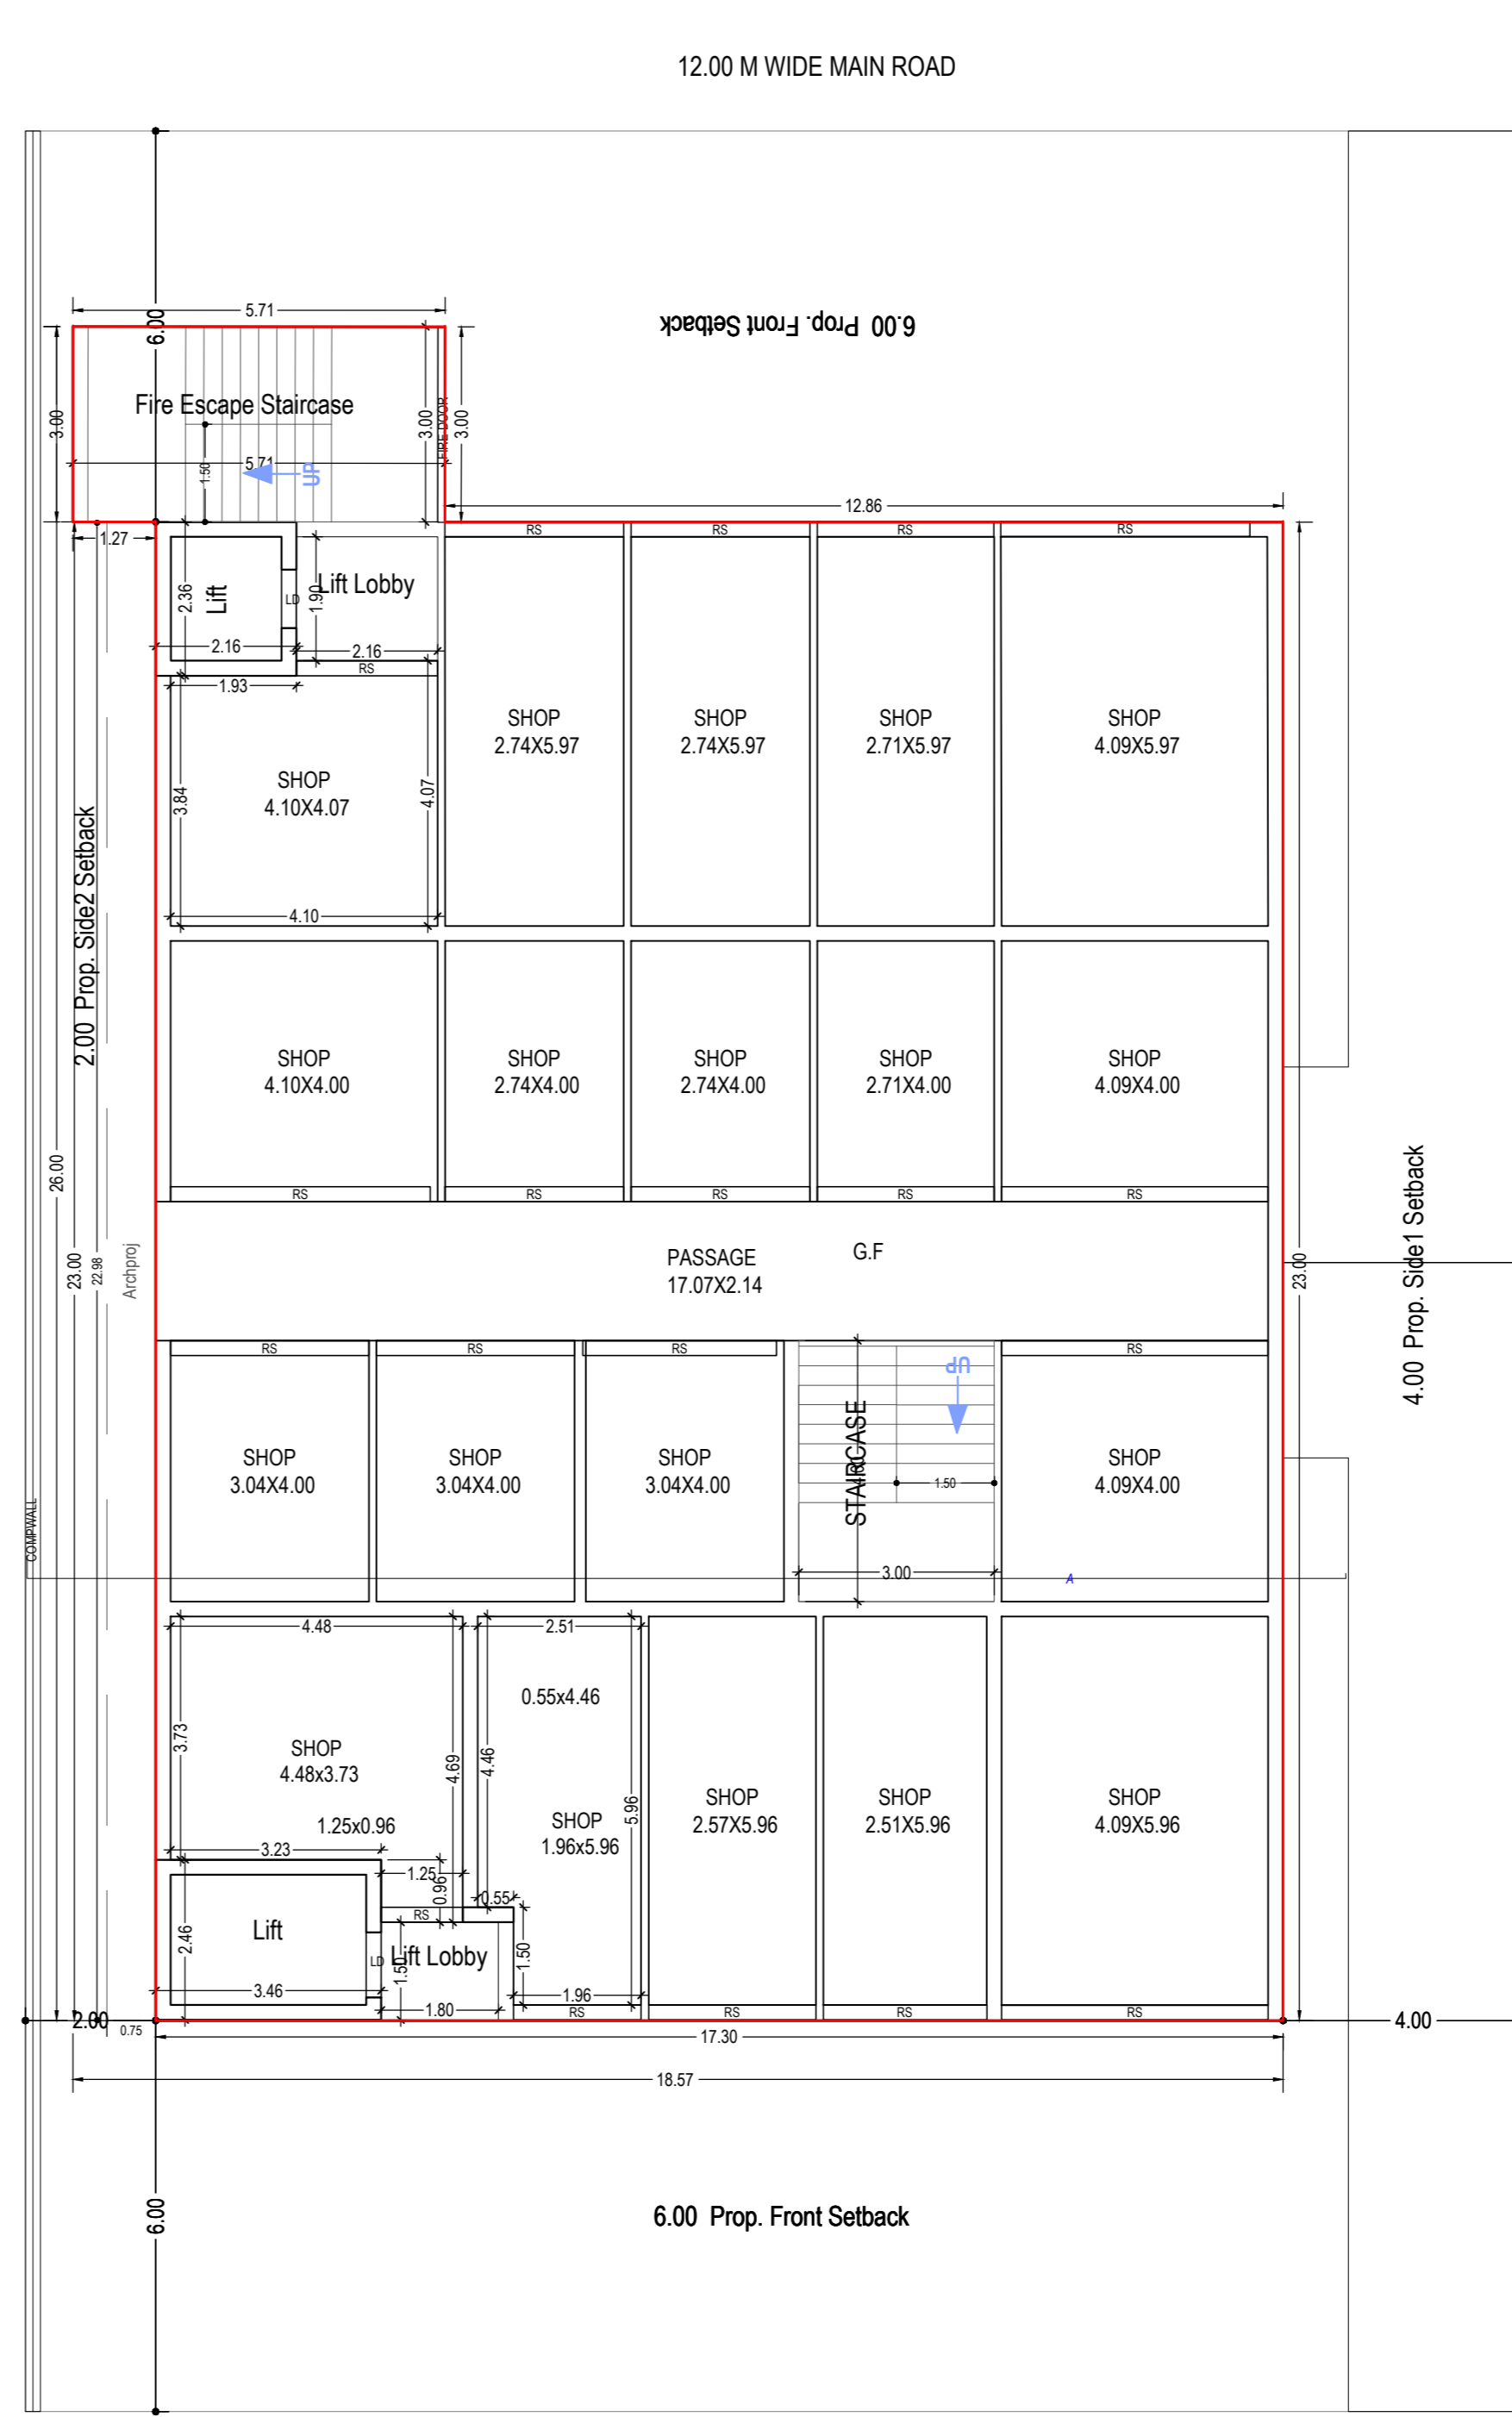 12.00 M WIDE MAIN ROAD
5.71
6.00
6.00 Prop. Front Setback
Fire Escape Staircase
3.00
3.00
FIRE DOOR
3.00
5.71
1.50
UP
12.86
1.27
RS
RS
RS
RS
2.36
Lift
LD
1.90
Lift Lobby
2.16
2.16
RS
1.93
SHOP
2.74X5.97
SHOP
2.74X5.97
SHOP
2.71X5.97
SHOP
4.09X5.97
SHOP
4.10X4.07
3.84
4.07
4.10
2.00 Prop. Side2 Setback
SHOP
4.10X4.00
SHOP
2.74X4.00
SHOP
2.74X4.00
SHOP
2.71X4.00
SHOP
4.09X4.00
26.00
RS
RS
RS
RS
RS
23.00
22.98
Archproj
PASSAGE
17.07X2.14
G.F
23.00
4.00 Prop. Side1 Setback
RS
RS
RS
RS
UP
STAIRCASE
SHOP
3.04X4.00
SHOP
3.04X4.00
SHOP
3.04X4.00
1.50
SHOP
4.09X4.00
COMPWALL
3.00
A
4.48
2.51
0.55x4.46
3.73
4.69
4.46
SHOP
4.48x3.73
SHOP
2.57X5.96
SHOP
2.51X5.96
SHOP
4.09X5.96
5.96
1.25x0.96
SHOP
1.96x5.96
3.23
1.25
0.96
0.55
RS
2.46
Lift
LD
1.50
Lift Lobby
1.50
3.46
1.80
1.96
RS
RS
RS
RS
2.00
0.75
4.00
17.30
18.57
6.00
6.00 Prop. Front Setback